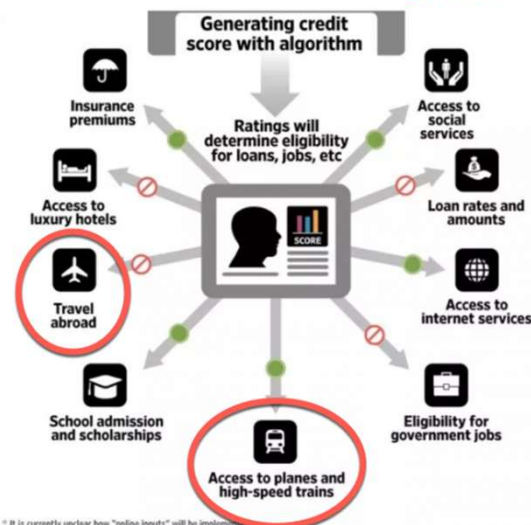 Generating credit
score with algorithm
Ratings will
determine eligibility
for loans, jobs, etc
Insurance
premiums
Access to
social
services
Access to
luxury hotels
Loan rates and
amounts
SCORE
Travel
abroad
Access to
internet services
School admission
and scholarships
Eligibility for
government jobs
Access to planes and
high-speed trains
* It is currently unclear how "online inputs" will be